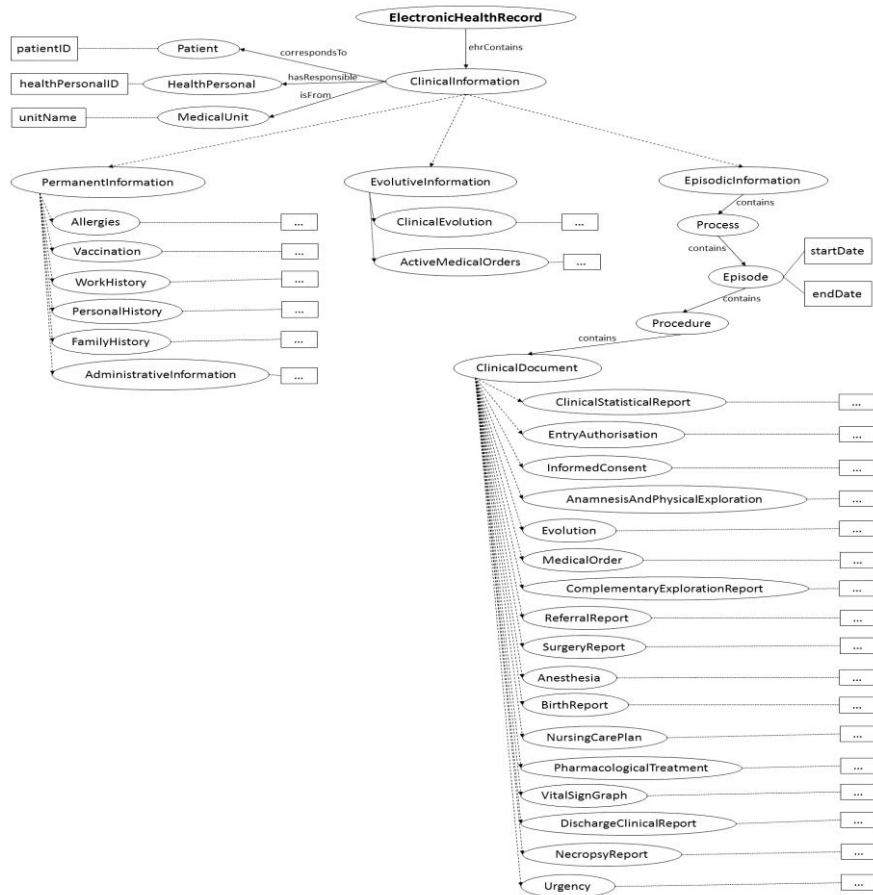 ElectronicHealthRecord
ehrContains
patientID
Patient
correspondsTo
healthPersonalID
HealthPersonal
hasResponsible
ClinicalInformation
isFrom
unitName
MedicalUnit
PermanentInformation
EvolutiveInformation
EpisodicInformation
contains
Allergies
...
ClinicalEvolution
...
Process
contains
startDate
Vaccination
...
ActiveMedicalOrders
...
Episode
WorkHistory
...
contains
endDate
PersonalHistory
...
Procedure
FamilyHistory
...
contains
AdministrativeInformation
...
ClinicalDocument
ClinicalStatisticalReport
...
EntryAuthorisation
...
InformedConsent
...
AnamnesisAndPhysicalExploration
...
Evolution
...
MedicalOrder
...
ComplementaryExplorationReport
...
ReferralReport
...
SurgeryReport
...
Anesthesia
...
BirthReport
...
NursingCarePlan
...
PharmacologicalTreatment
...
VitalSignGraph
...
DischargeClinicalReport
...
NecropsyReport
...
Urgency
...